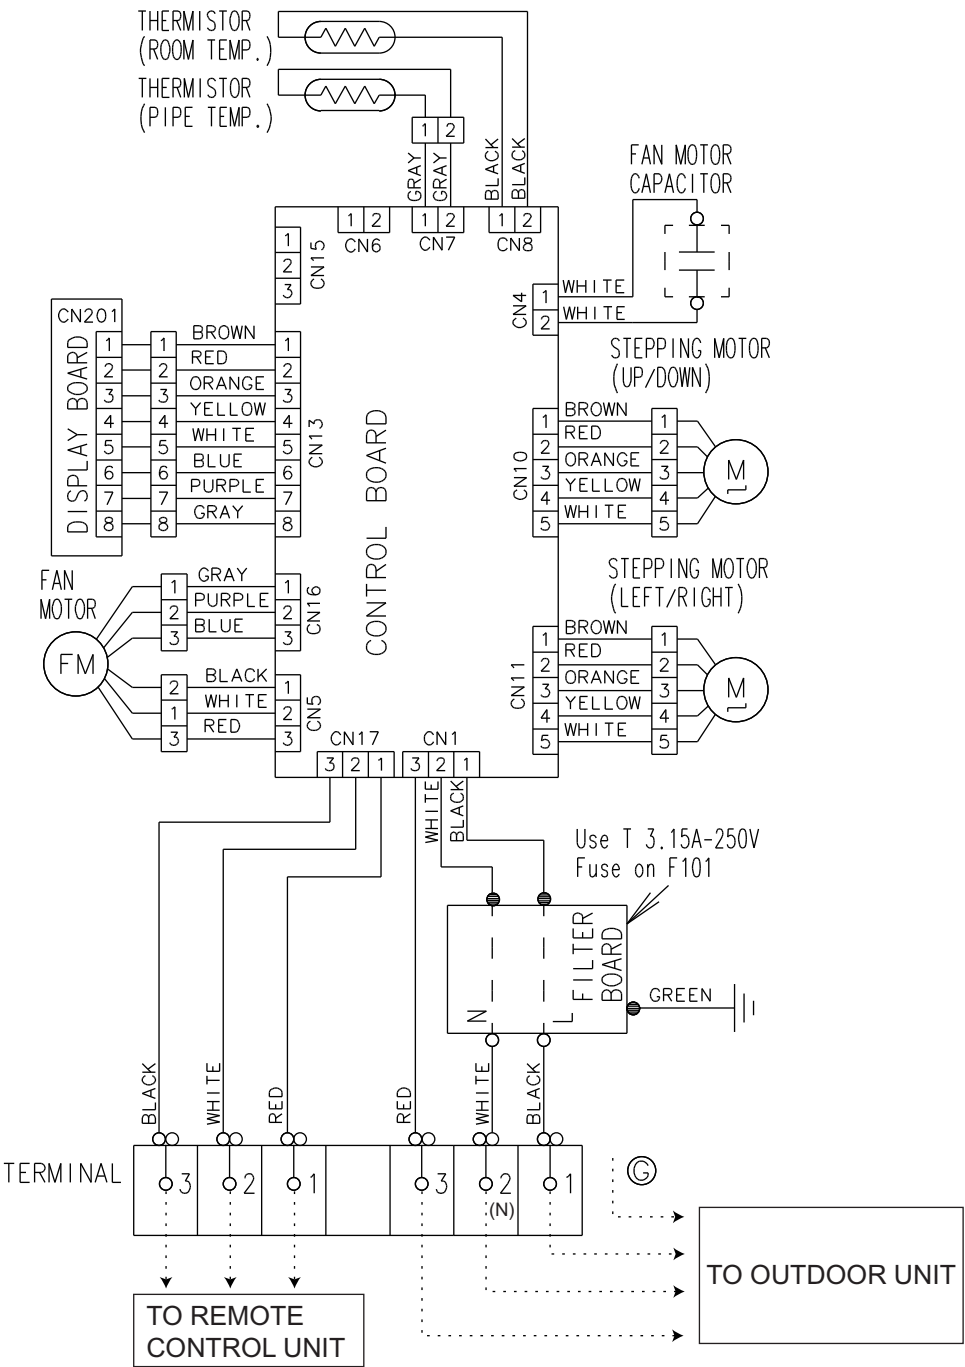 THERMISTOR
(ROOM TEMP.)
THERMISTOR
(PIPE TEMP.)
1 2
GRAY
GRAY
BLACK
BLACK
FAN MOTOR
CAPACITOR
1 2
CN6
1 2
CN7
1 2
CN8
1
2
3
CN15
CN4
1
2
WHITE
WHITE
CN201
DISPLAY BOARD
1 1 BROWN 1
2 2 RED 2
3 3 ORANGE 3
4 4 YELLOW 4
5 5 WHITE 5
6 6 BLUE 6
7 7 PURPLE 7
8 8 GRAY 8
CN13
CONTROL BOARD
STEPPING MOTOR
(UP/DOWN)
CN10
1 BROWN 1
2 RED 2
3 ORANGE 3
4 YELLOW 4
5 WHITE 5
M
FAN
MOTOR
FM
1 GRAY 1
2 PURPLE 2
3 BLUE 3
CN16
2 BLACK 1
1 WHITE 2
3 RED 3
CN5
STEPPING MOTOR
(LEFT/RIGHT)
CN11
1 BROWN 1
2 RED 2
3 ORANGE 3
4 YELLOW 4
5 WHITE 5
M
CN17
3 2 1
CN1
3 2 1
WHITE
BLACK
Use T 3.15A-250V
Fuse on F101
FILTER
BOARD
N
L
GREEN
BLACK
WHITE
RED
RED
WHITE
BLACK
TERMINAL
3 2 1 3 2 1
(N)
G
TO OUTDOOR UNIT
TO REMOTE
CONTROL UNIT